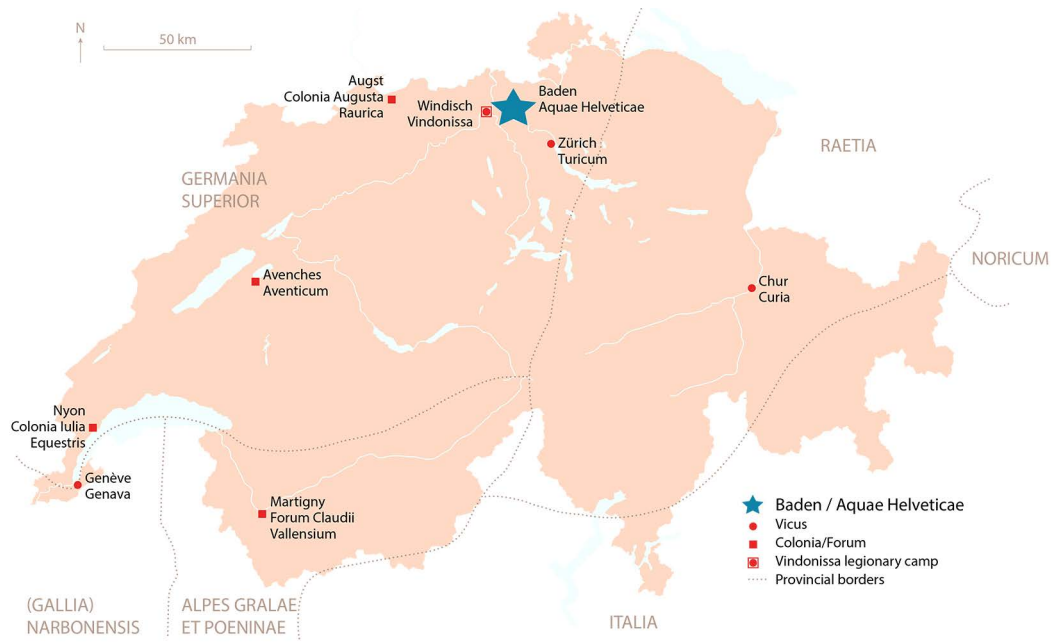 N
50 km
Augst
Colonia Augusta
Raurica
Windisch
Vindonissa
Baden
Aquae Helveticae
Zürich
Turicum
RAETIA
GERMANIA
SUPERIOR
NORICUM
Avenches
Aventicum
Chur
Curia
Nyon
Colonia Iulia
Equestris
Genève
Genava
Martigny
Forum Claudii
Vallensium
Baden / Aquae Helveticae
Vicus
Colonia/Forum
Vindonissa legionary camp
Provincial borders
(GALLIA)
NARBONENSIS
ALPES GRALAE
ET POENINAE
ITALIA